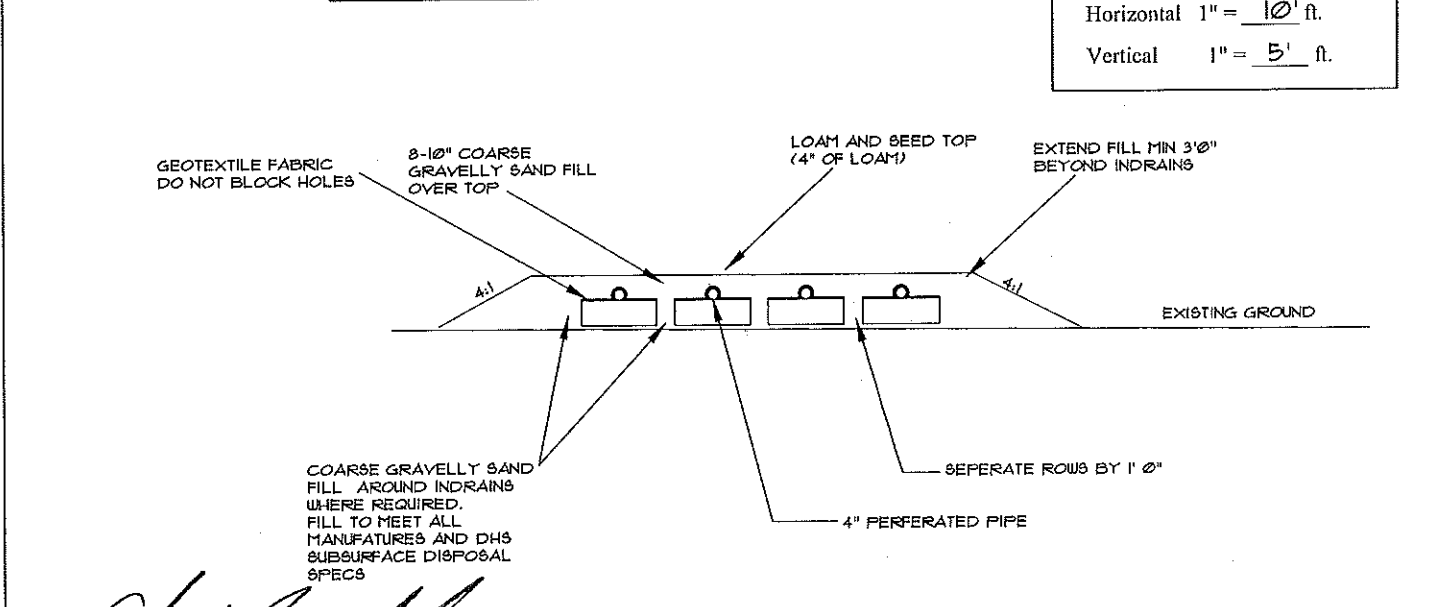 Horizontal 1" = 10' ft.
Vertical 1" = 5' ft.
GEOTEXTILE FABRIC
DO NOT BLOCK HOLES
8-10" COARSE
GRAVELLY SAND FILL
OVER TOP
LOAM AND SEED TOP
(4" OF LOAM)
EXTEND FILL MIN 3'0"
BEYOND INDRAINS
4:1
4:1
EXISTING GROUND
COARSE GRAVELLY SAND
FILL AROUND INDRAINS
WHERE REQUIRED.
FILL TO MEET ALL
MANUFATURES AND DHS
SUBSURFACE DISPOSAL
SPECS
SEPERATE ROWS BY 1' 0"
4" PERFERATED PIPE